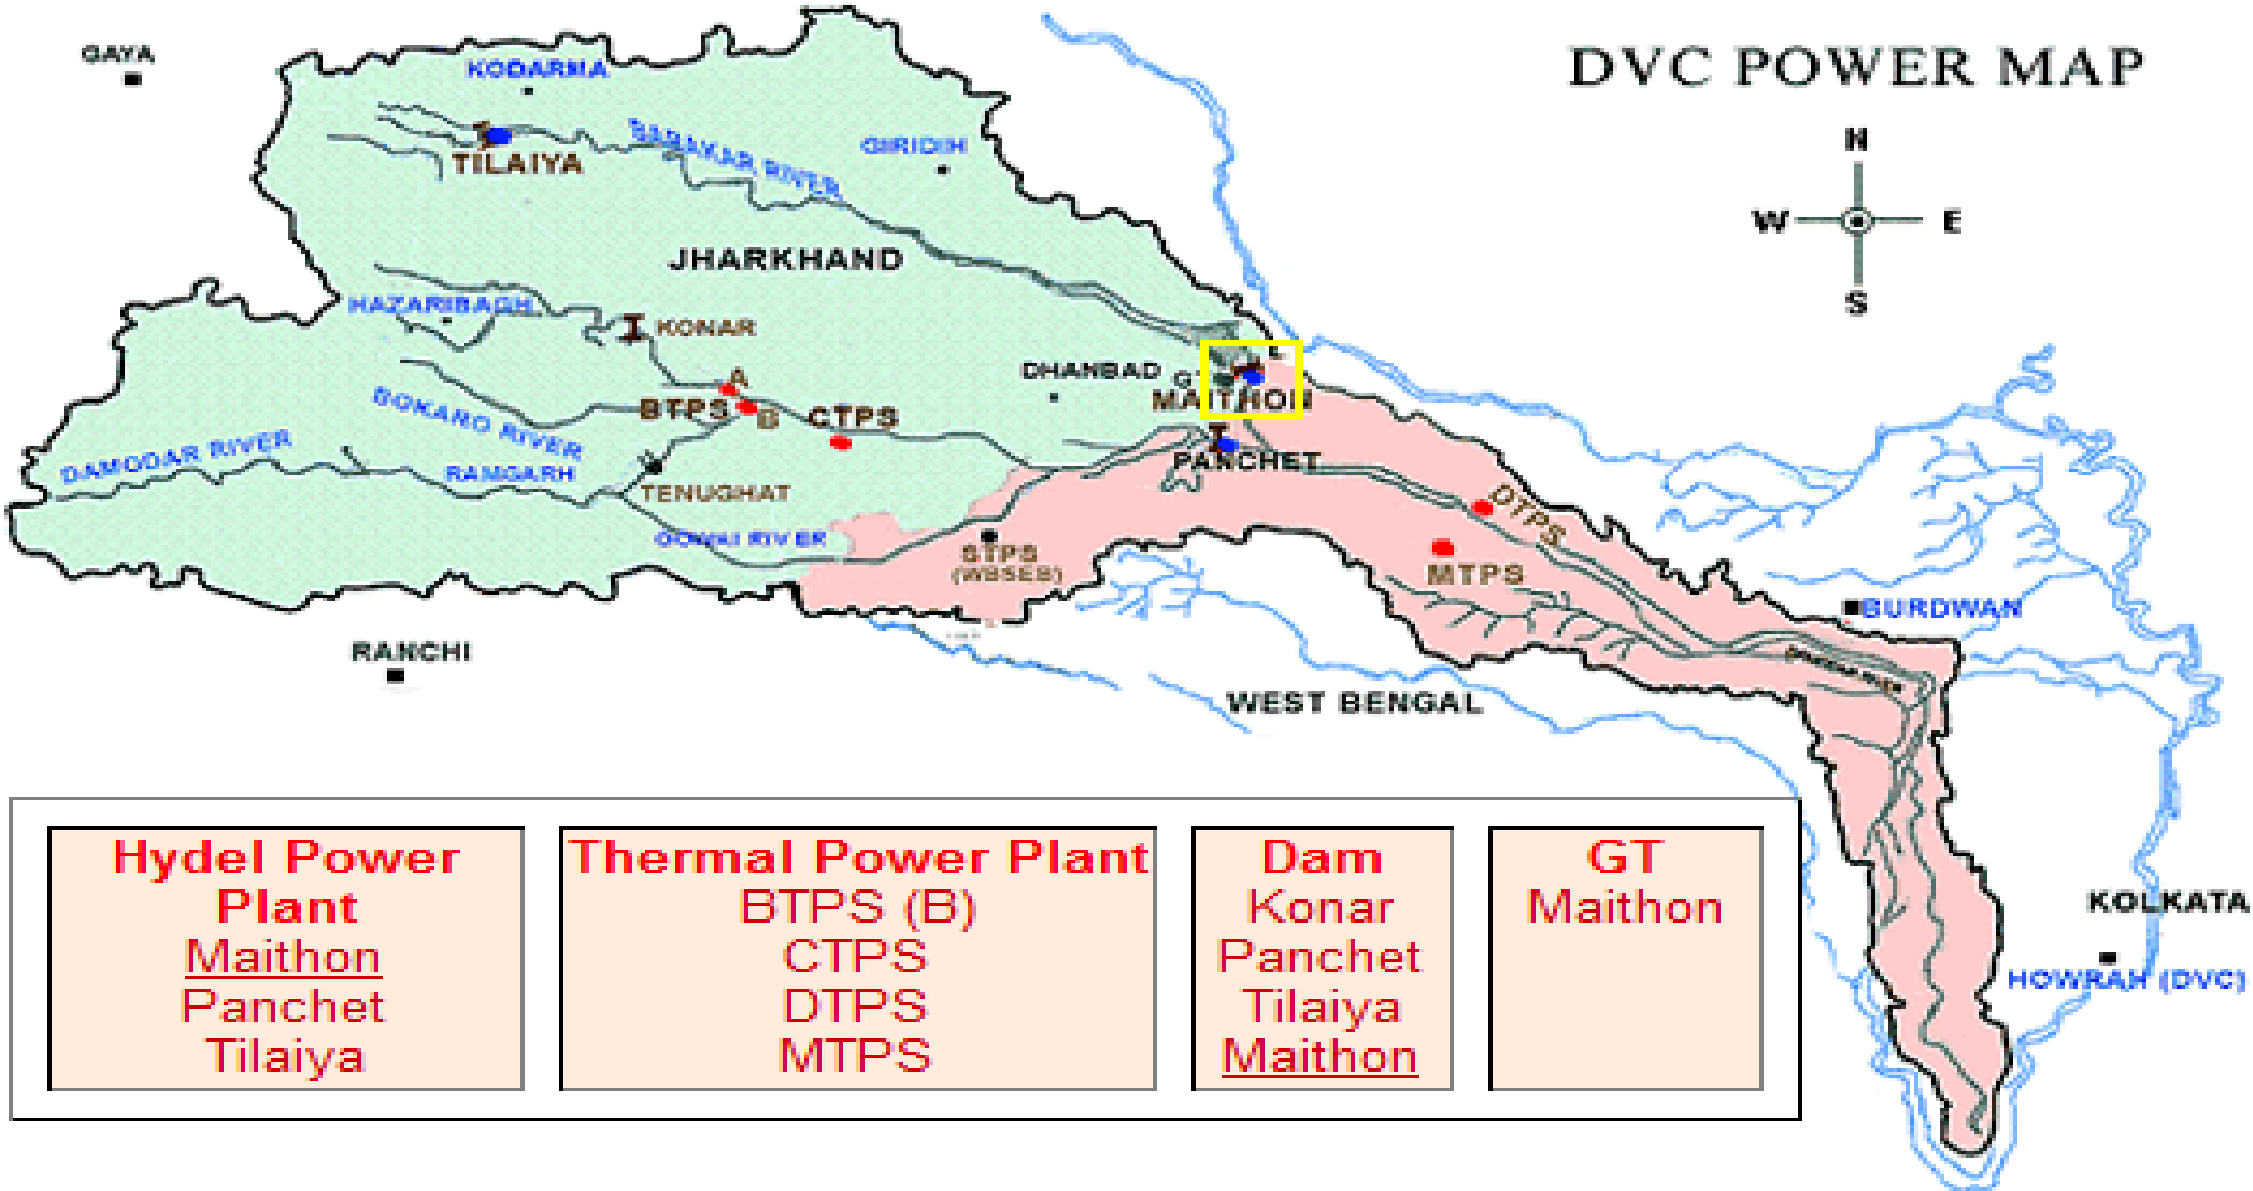 GAYA
KODARMA
DVC POWER MAP
N
W
E
S
BARAKAR RIVER
GIRIDIH
TILAIYA
JHARKHAND
HAZARIBAGH
KONAR
DHANBAD
MAITHON
A
BTPS
B
CTPS
BOKARO RIVER
DAMODAR RIVER
RAMGARH
PANCHET
TENUGHAT
DTPS
STPS
(WBSEB)
MTPS
BURDWAN
RANCHI
WEST BENGAL
KOLKATA
HOWRAH (DVC)
Hydel Power
Plant
Maithon
Panchet
Tilaiya
Thermal Power Plant
BTPS (B)
CTPS
DTPS
MTPS
Dam
Konar
Panchet
Tilaiya
Maithon
GT
Maithon